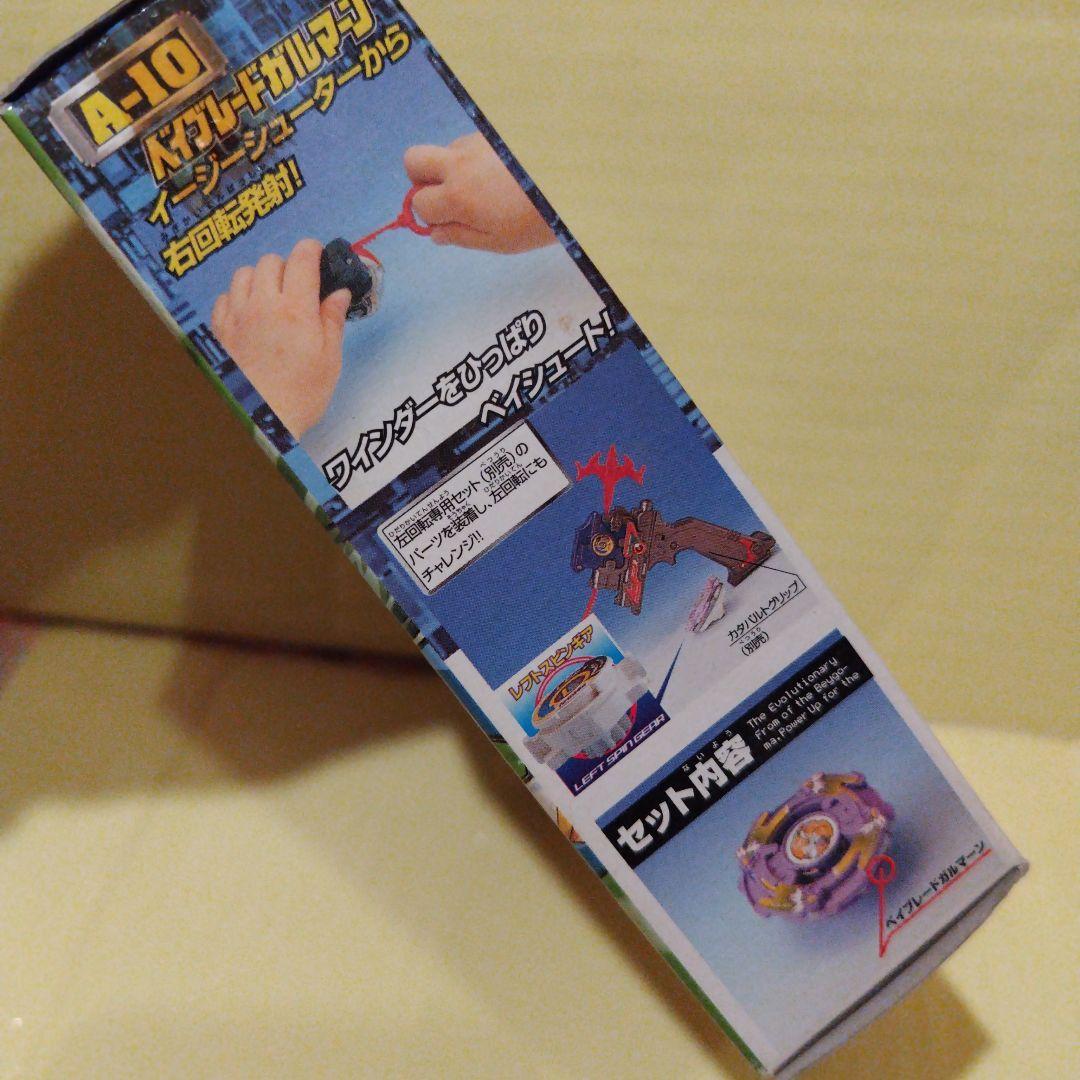 A-10
ベイブレードガルマーン
イージーシューターから
右回転発射!
ワインダーをひっぱり
ベイシュート!
左回転専用セット(別売)の
パーツを装着し、左回転にも
チャレンジ!!
カタパルトグリップ
(別売)
レフトスピンギア
LEFT SPIN GEAR
セット内容
The Evolutionary
From of the Beygo-
ma.Power Up for the
ベイブレードガルマーン